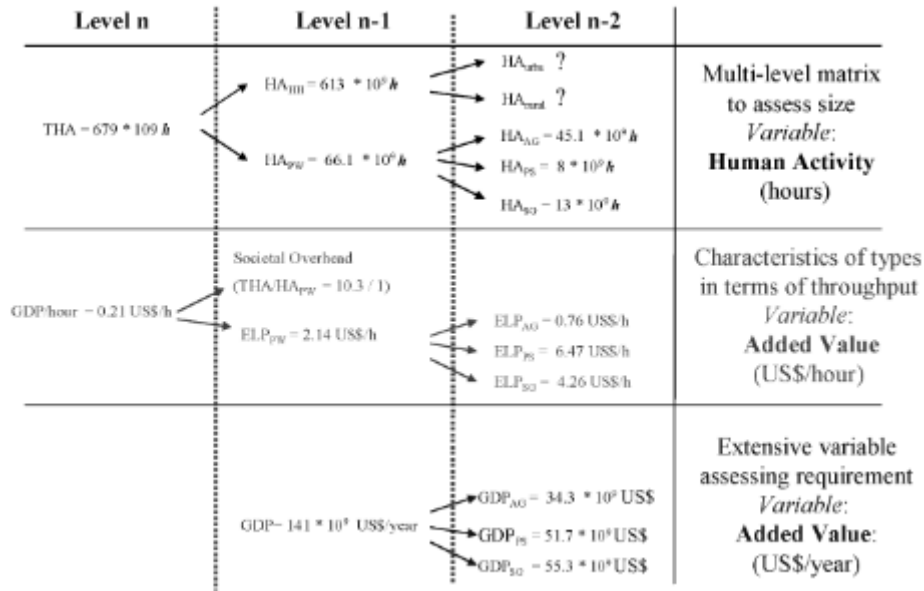 Level n
Level n-1
Level n-2
THA = 679 * 109 h
HA_HH = 613 * 10⁹ h
HA_PW = 66.1 * 10⁹ h
HA_urbn ?
HA_rural ?
HA_AG = 45.1 * 10⁹ h
HA_PS = 8 * 10⁹ h
HA_SG = 13 * 10⁹ h
Multi-level matrix
to assess size
Variable:
Human Activity
(hours)
GDP/hour = 0.21 US$/h
Societal Overhead
(THA/HA_PW = 10.3 / 1)
ELP_PW = 2.14 US$/h
ELP_AG = 0.76 US$/h
ELP_PS = 6.47 US$/h
ELP_SG = 4.26 US$/h
Characteristics of types
in terms of throughput
Variable:
Added Value
(US$/hour)
GDP= 141 * 10⁹ US$/year
GDP_AG = 34.3 * 10⁹ US$
GDP_PS = 51.7 * 10⁹ US$
GDP_SG = 55.3 * 10⁹ US$
Extensive variable
assessing requirement
Variable:
Added Value:
(US$/year)